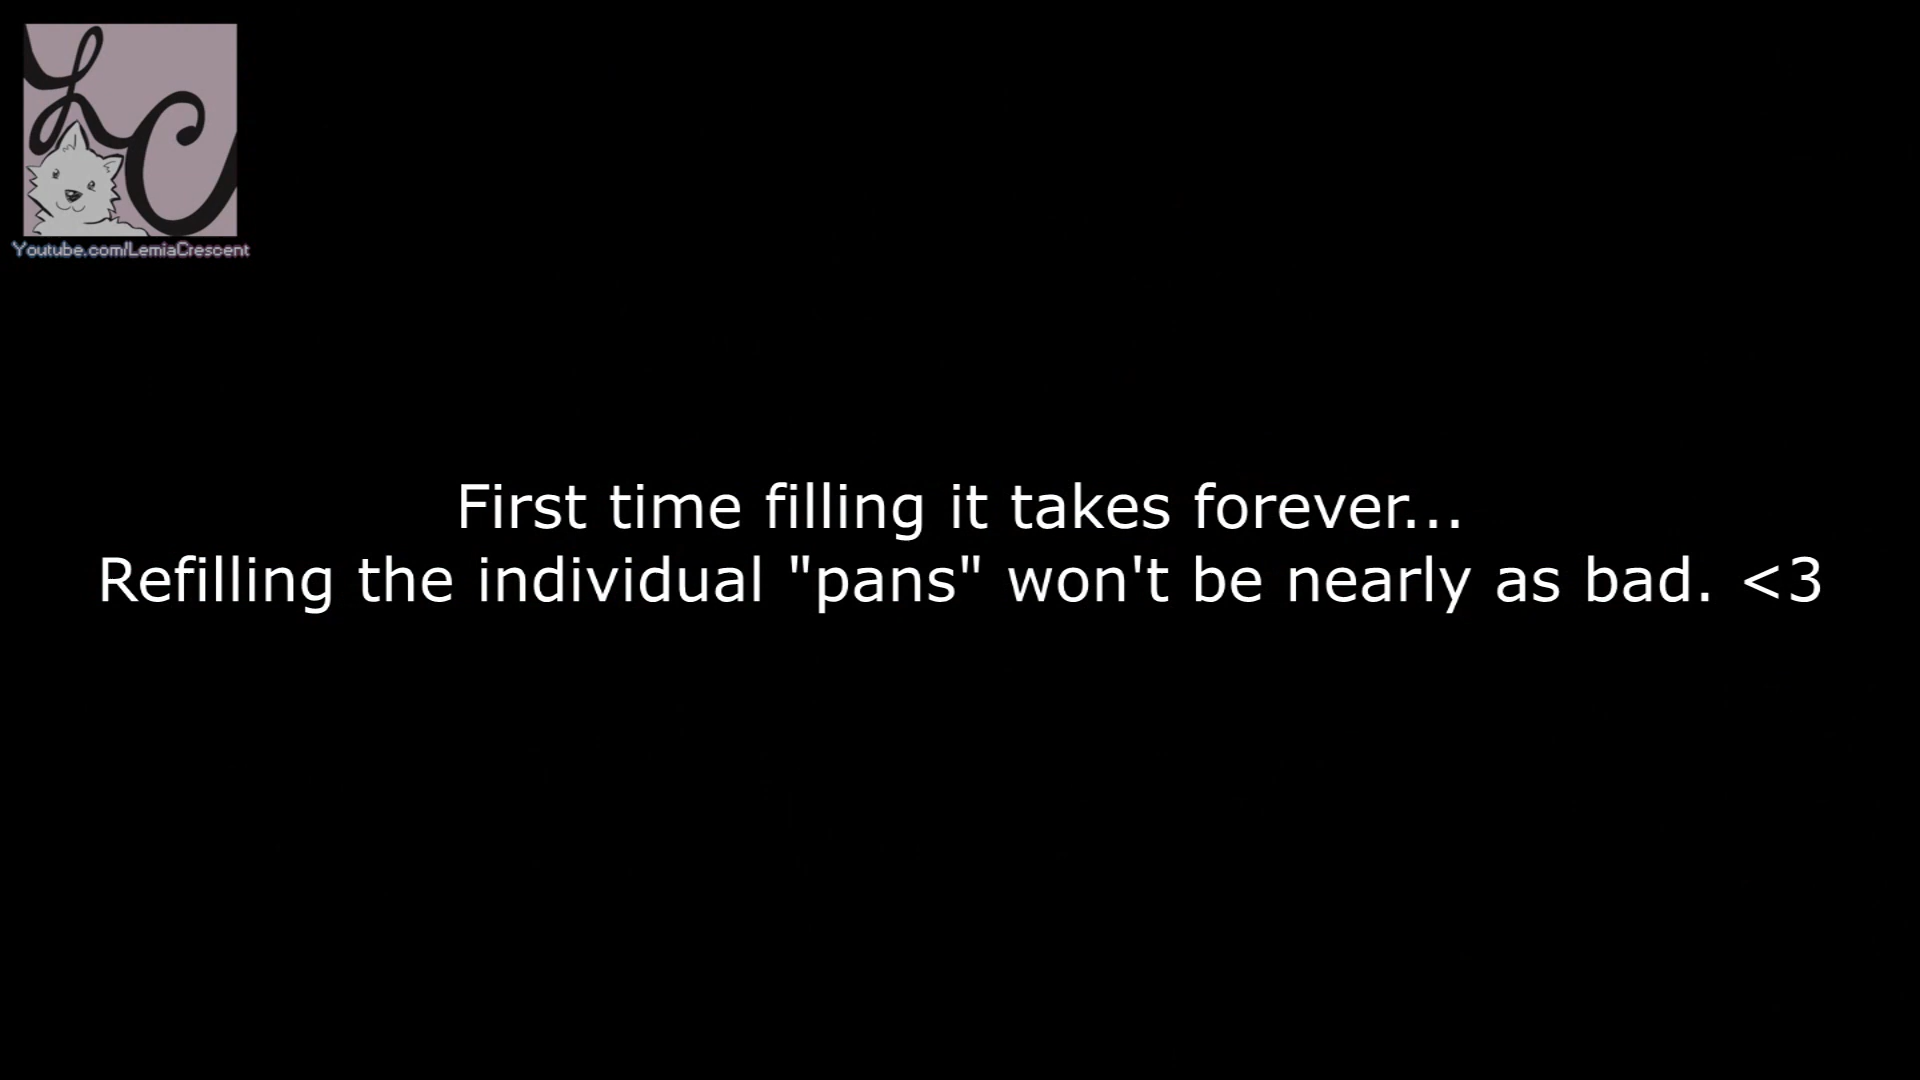 LC
Youtube.com/LemiaCrescent
First time filling it takes forever...
Refilling the individual "pans" won't be nearly as bad. <3